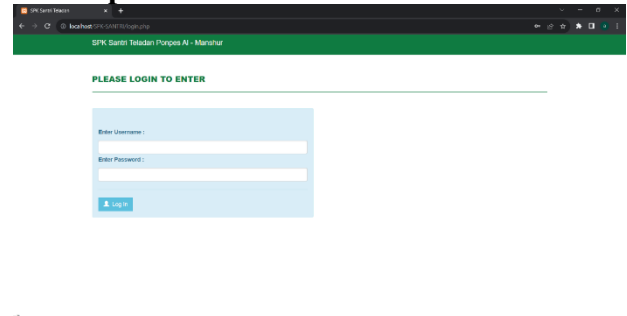 SPK Santri Teladan
localhost/SPK-SANTRI/login.php
SPK Santri Teladan Ponpes Al - Manshur
PLEASE LOGIN TO ENTER
Enter Username :
Enter Password :
Log in